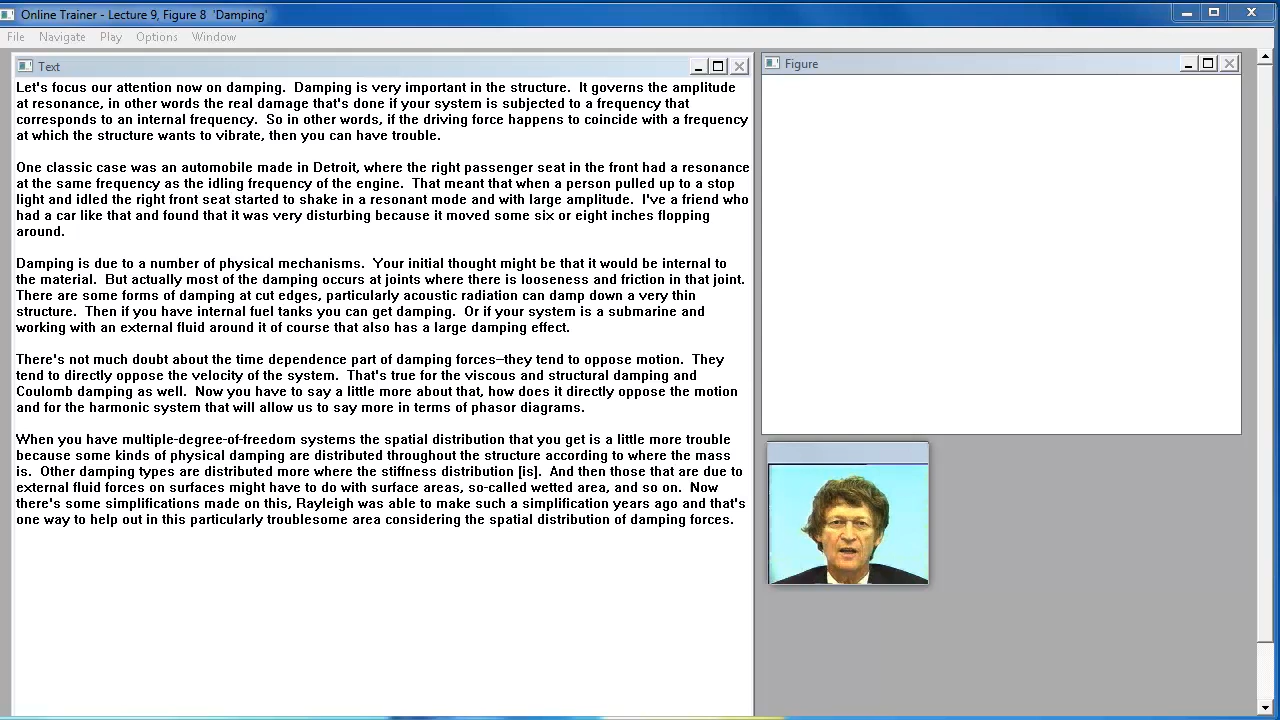 Online Trainer - Lecture 9, Figure 8  'Damping'
File Navigate Play Options Window
Text
Let's focus our attention now on damping.  Damping is very important in the structure.  It governs the amplitude
at resonance, in other words the real damage that's done if your system is subjected to a frequency that
corresponds to an internal frequency.  So in other words, if the driving force happens to coincide with a frequency
at which the structure wants to vibrate, then you can have trouble.
One classic case was an automobile made in Detroit, where the right passenger seat in the front had a resonance
at the same frequency as the idling frequency of the engine.  That meant that when a person pulled up to a stop
light and idled the right front seat started to shake in a resonant mode and with large amplitude.  I've a friend who
had a car like that and found that it was very disturbing because it moved some six or eight inches flopping
around.
Damping is due to a number of physical mechanisms.  Your initial thought might be that it would be internal to
the material.  But actually most of the damping occurs at joints where there is looseness and friction in that joint.
There are some forms of damping at cut edges, particularly acoustic radiation can damp down a very thin
structure.  Then if you have internal fuel tanks you can get damping.  Or if your system is a submarine and
working with an external fluid around it of course that also has a large damping effect.
There's not much doubt about the time dependence part of damping forces–they tend to oppose motion.  They
tend to directly oppose the velocity of the system.  That's true for the viscous and structural damping and
Coulomb damping as well.  Now you have to say a little more about that, how does it directly oppose the motion
and for the harmonic system that will allow us to say more in terms of phasor diagrams.
When you have multiple-degree-of-freedom systems the spatial distribution that you get is a little more trouble
because some kinds of physical damping are distributed throughout the structure according to where the mass
is.  Other damping types are distributed more where the stiffness distribution [is].  And then those that are due to
external fluid forces on surfaces might have to do with surface areas, so-called wetted area, and so on.  Now
there's some simplifications made on this, Rayleigh was able to make such a simplification years ago and that's
one way to help out in this particularly troublesome area considering the spatial distribution of damping forces.
Figure